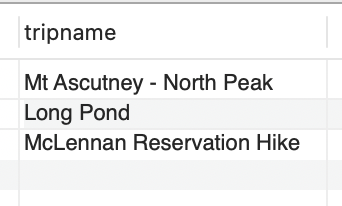 tripname
Mt Ascutney - North Peak
Long Pond
McLennan Reservation Hike